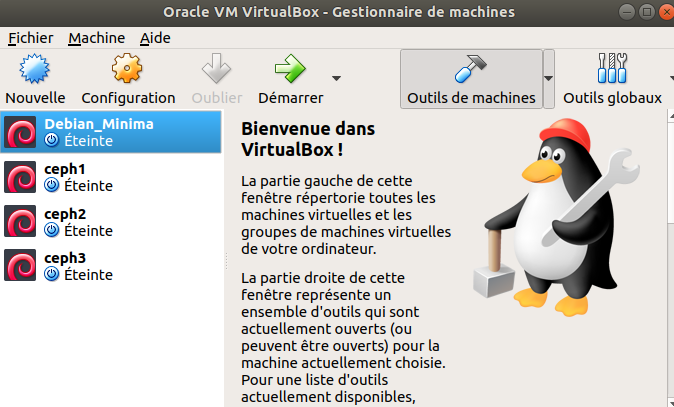 Oracle VM VirtualBox - Gestionnaire de machines
Fichier Machine Aide
Nouvelle Configuration Oublier Démarrer Outils de machines Outils globaux
Debian_Minima
Éteinte
ceph1
Éteinte
ceph2
Éteinte
ceph3
Éteinte
Bienvenue dans
VirtualBox !
La partie gauche de cette
fenêtre répertorie toutes les
machines virtuelles et les
groupes de machines virtuelles
de votre ordinateur.
La partie droite de cette
fenêtre représente un
ensemble d'outils qui sont
actuellement ouverts (ou
peuvent être ouverts) pour la
machine actuellement choisie.
Pour une liste d'outils
actuellement disponibles,